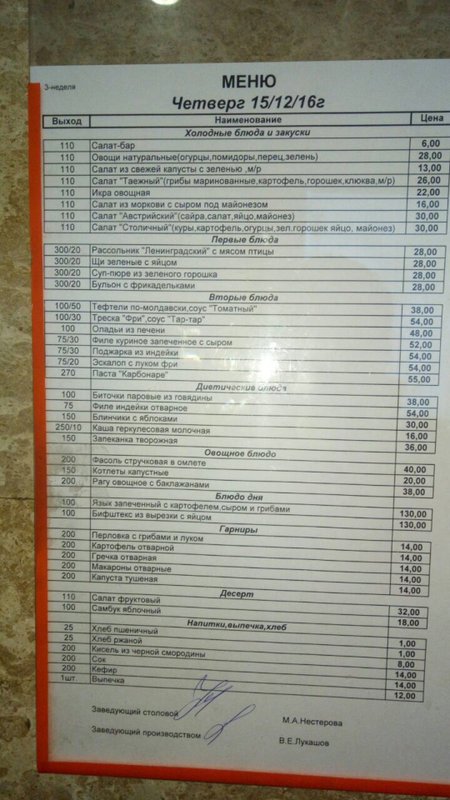 3-неделя
МЕНЮ
Четверг 15/12/16г
Выход Наименование Цена
Холодные блюда и закуски
110 Салат-бар 6,00
110 Овощи натуральные(огурцы,помидоры,перец,зелень) 28,00
110 Салат из свежей капусты с зеленью ,м/р 13,00
110 Салат "Таежный"(грибы маринованные,картофель,горошек,клюква,м/р) 26,00
110 Икра овощная 22,00
110 Салат из моркови с сыром под майонезом 16,00
110 Салат "Австрийский"(сайра,салат,яйцо,майонез) 30,00
110 Салат "Столичный"(куры,картофель,огурцы,зел.горошек яйцо, майонез) 30,00
Первые блюда
300/20 Рассольник "Ленинградский" с мясом птицы 28,00
300/20 Щи зеленые с яйцом 28,00
300/20 Суп-пюре из зеленого горошка 28,00
300/20 Бульон с фрикадельками 28,00
Вторые блюда
100/50 Тефтели по-молдавски,соус "Томатный" 38,00
100/30 Треска "Фри",соус "Тар-тар" 54,00
100 Оладьи из печени 48,00
75/30 Филе куриное запеченное с сыром 52,00
75/30 Поджарка из индейки 54,00
75/20 Эскалоп с луком фри 54,00
270 Паста "Карбонаре" 55,00
Диетические блюда
100 Биточки паровые из говядины 38,00
75 Филе индейки отварное 54,00
150 Блинчики с яблоками 30,00
250/10 Каша геркулесовая молочная 16,00
150 Запеканка творожная 36,00
Овощное блюдо
200 Фасоль стручковая в омлете 40,00
150 Котлеты капустные 20,00
200 Рагу овощное с баклажанами 38,00
Блюдо дня
100 Язык запеченный с картофелем,сыром и грибами 130,00
100 Бифштекс из вырезки с яйцом 130,00
Гарниры
200 Перловка с грибами и луком 14,00
200 Картофель отварной 14,00
200 Гречка отварная 14,00
200 Макароны отварные 14,00
200 Капуста тушеная 14,00
Десерт
110 Салат фруктовый 32,00
100 Самбук яблочный 18,00
Напитки,выпечка,хлеб
25 Хлеб пшеничный 1,00
25 Хлеб ржаной 1,00
200 Кисель из черной смородины 8,00
200 Сок 14,00
200 Кефир 14,00
1шт. Выпечка 12,00
Заведующий столовой М.А.Нестерова
Заведующий производством В.Е.Лукашов